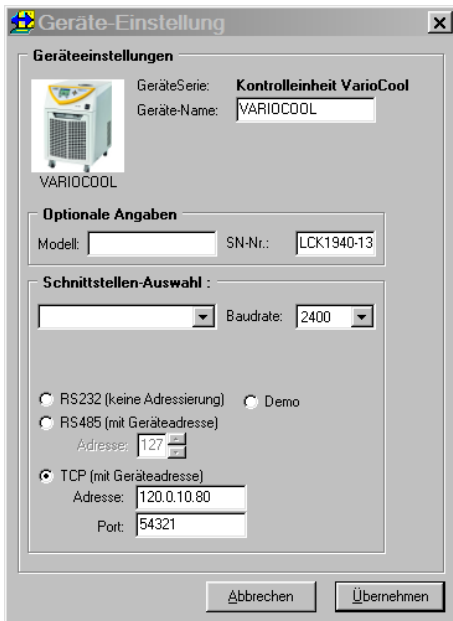 Geräte-Einstellung
Geräteeinstellungen
GeräteSerie: Kontrolleinheit VarioCool
Geräte-Name: VARIOCOOL
VARIOCOOL
Optionale Angaben
Modell: SN-Nr.: LCK1940-13
Schnittstellen-Auswahl :
Baudrate: 2400
RS232 (keine Adressierung) Demo
RS485 (mit Geräteadresse)
Adresse: 127
TCP (mit Geräteadresse)
Adresse: 120.0.10.80
Port: 54321
Abbrechen Übernehmen